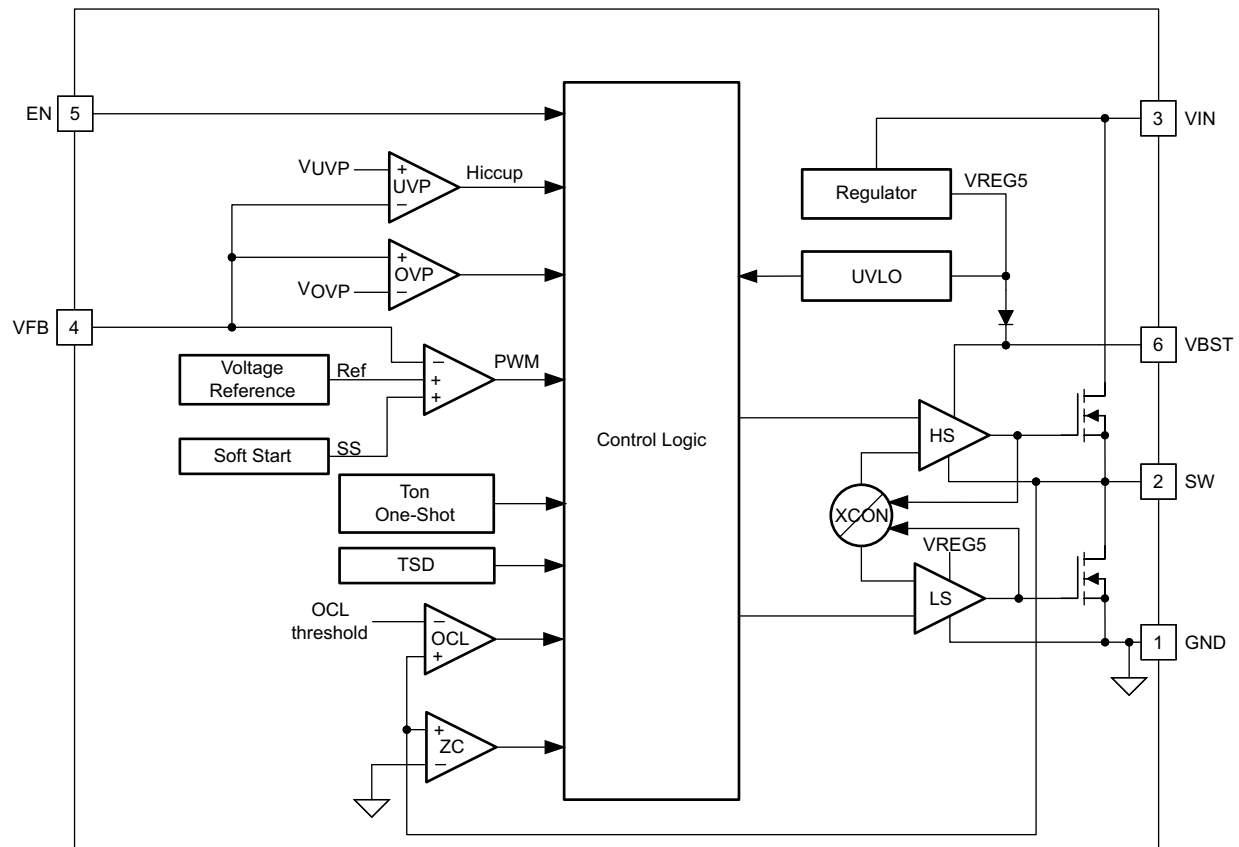 EN
5
3
VIN
VUVP
+
UVP
−
Hiccup
VREG5
Regulator
+
OVP
−
VOVP
UVLO
VFB
4
6
VBST
Voltage
Reference
Ref
−
+
+
PWM
Control Logic
HS
Soft Start
SS
2
SW
Ton
One-Shot
XCON
VREG5
TSD
LS
OCL
threshold
−
OCL
+
1
GND
+
ZC
−